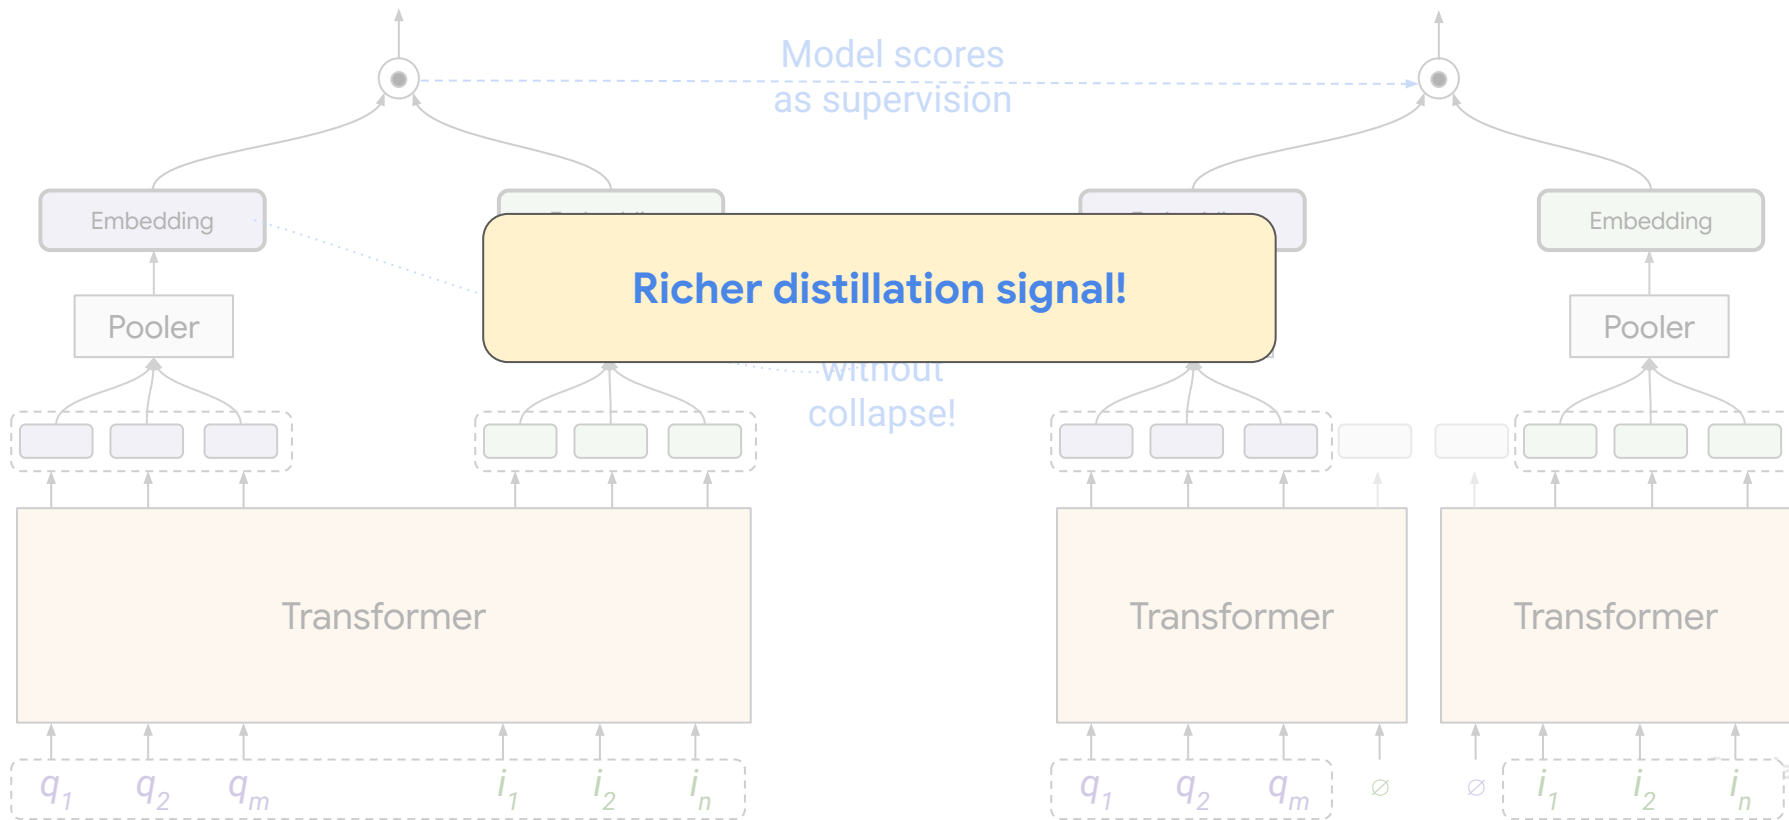 Model scores
as supervision
Embedding
Embedding
Richer distillation signal!
Pooler
Pooler
without
collapse!
Transformer
Transformer
Transformer
q1 q2 qm i1 i2 in
q1 q2 qm ∅ ∅ i1 i2 in